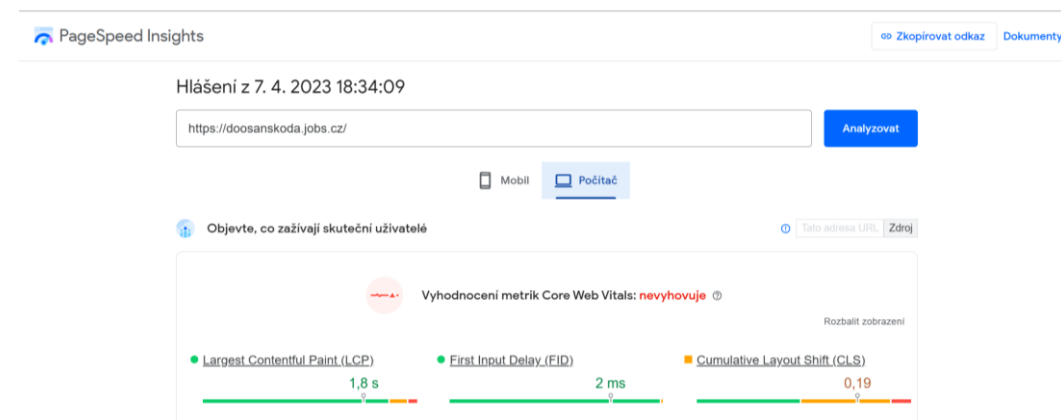 PageSpeed Insights
Zkopírovat odkaz
Dokumenty
Hlášení z 7. 4. 2023 18:34:09
https://doosanskoda.jobs.cz/
Analyzovat
Mobil
Počítač
Objevte, co zažívají skuteční uživatelé
Tato adresa URL
Zdroj
Vyhodnocení metrik Core Web Vitals: nevyhovuje
Rozbalit zobrazení
Largest Contentful Paint (LCP)
1,8 s
First Input Delay (FID)
2 ms
Cumulative Layout Shift (CLS)
0,19